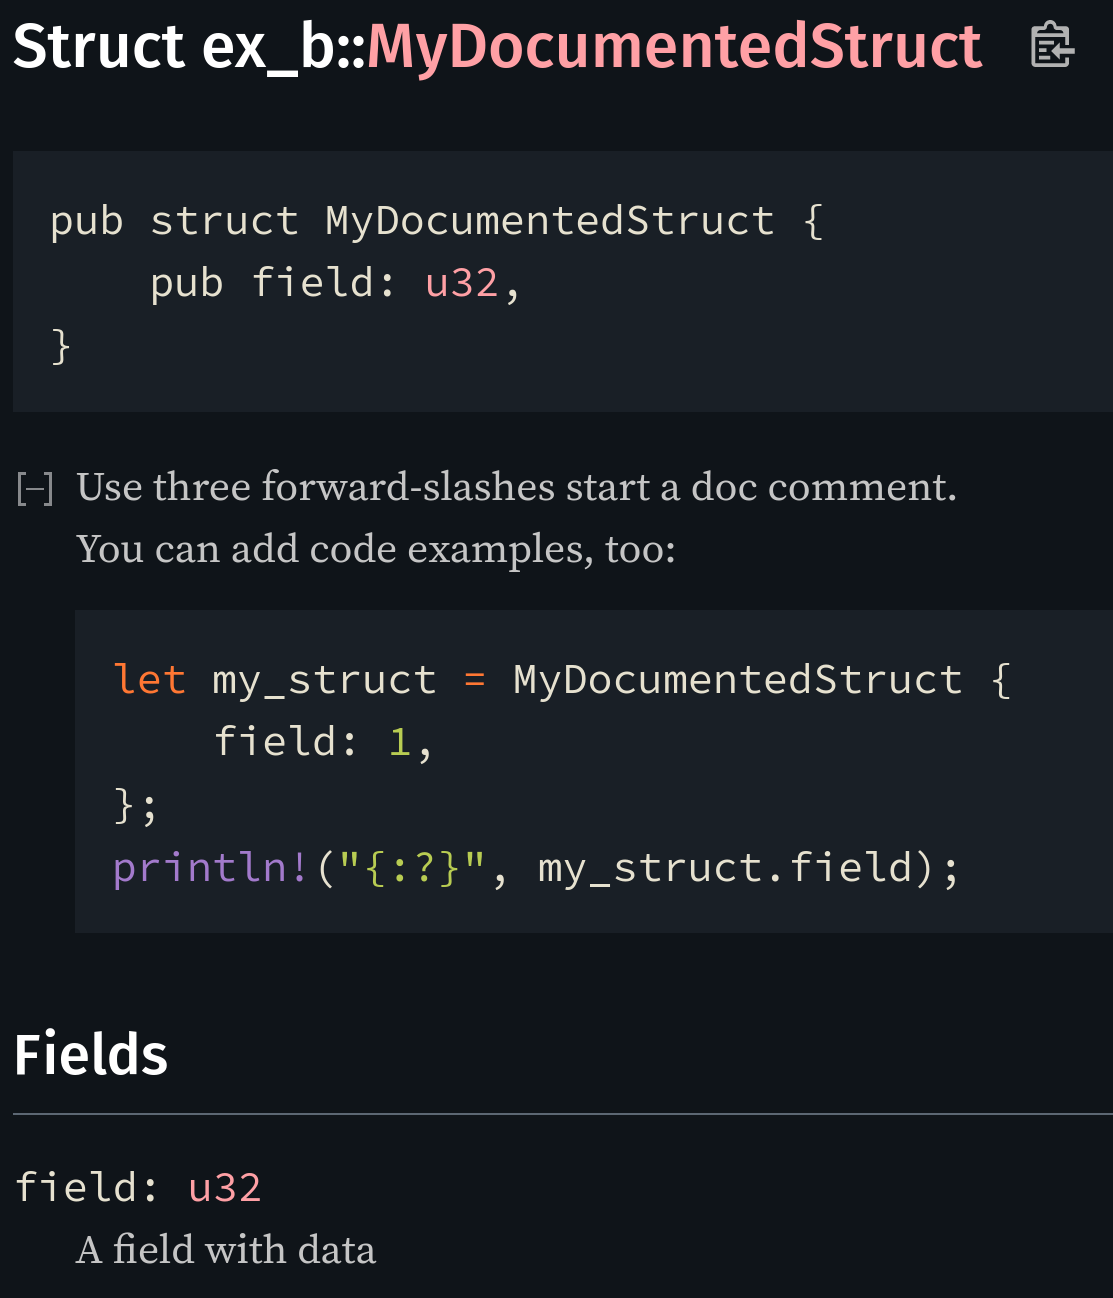 Struct ex_b::MyDocumentedStruct
pub struct MyDocumentedStruct {
    pub field: u32,
}
[–] Use three forward-slashes start a doc comment.
You can add code examples, too:
let my_struct = MyDocumentedStruct {
    field: 1,
};
println!("{:?}", my_struct.field);
Fields
field: u32
A field with data